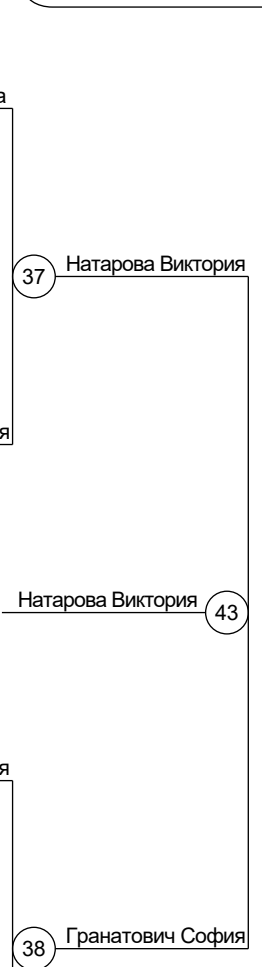 а
37 Натарова Виктория
я
Натарова Виктория 43
я
38 Гранатович София